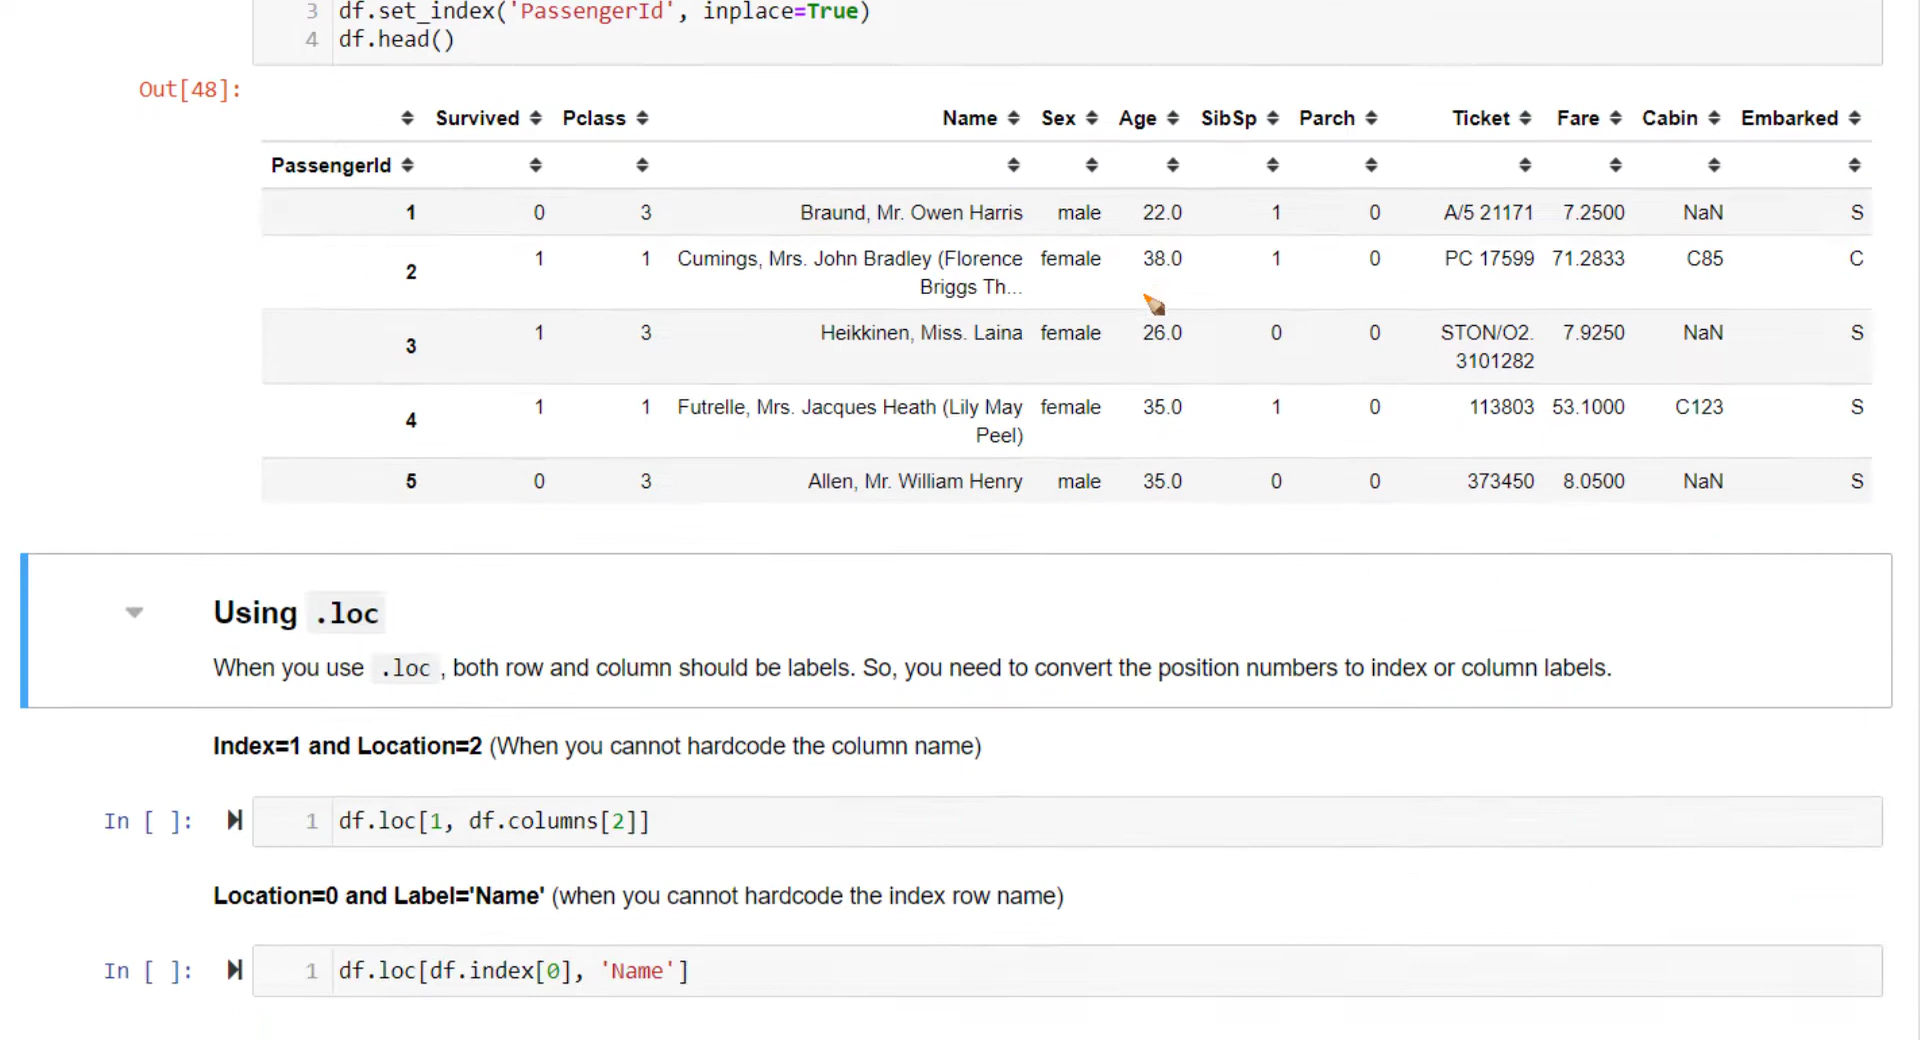 3 df.set_index('PassengerId', inplace=True)
4 df.head()
Out[48]:
Survived Pclass Name Sex Age SibSp Parch Ticket Fare Cabin Embarked
PassengerId
1 0 3 Braund, Mr. Owen Harris male 22.0 1 0 A/5 21171 7.2500 NaN S
2 1 1 Cumings, Mrs. John Bradley (Florence Briggs Th... female 38.0 1 0 PC 17599 71.2833 C85 C
3 1 3 Heikkinen, Miss. Laina female 26.0 0 0 STON/O2. 3101282 7.9250 NaN S
4 1 1 Futrelle, Mrs. Jacques Heath (Lily May Peel) female 35.0 1 0 113803 53.1000 C123 S
5 0 3 Allen, Mr. William Henry male 35.0 0 0 373450 8.0500 NaN S
Using .loc
When you use .loc , both row and column should be labels. So, you need to convert the position numbers to index or column labels.
Index=1 and Location=2 (When you cannot hardcode the column name)
In [ ]: 1 df.loc[1, df.columns[2]]
Location=0 and Label='Name' (when you cannot hardcode the index row name)
In [ ]: 1 df.loc[df.index[0], 'Name']